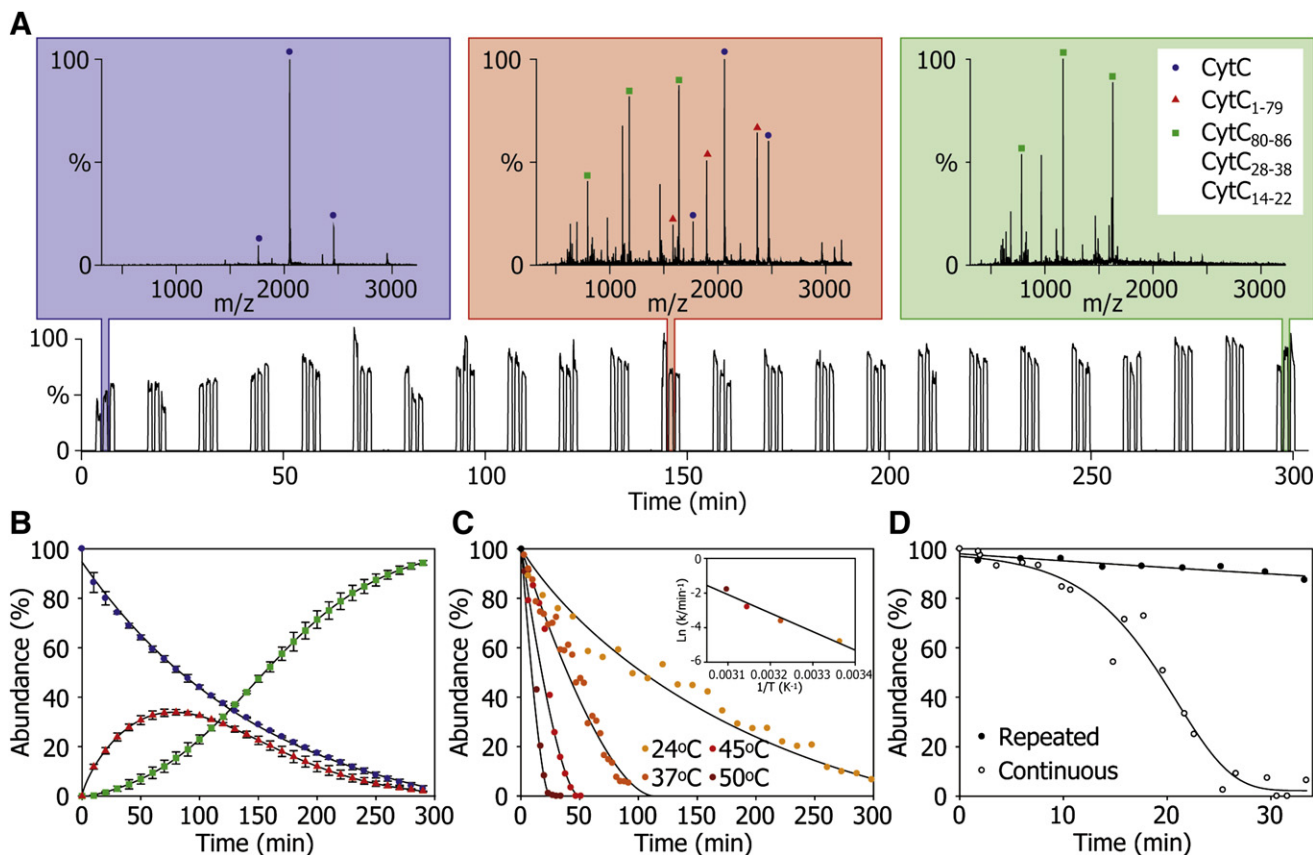 A
100
%
0
1000
2000
3000
m/z
100
%
0
1000
2000
3000
m/z
100
%
0
1000
2000
3000
m/z
CytC
CytC1-79
CytC80-86
CytC28-38
CytC14-22
100
%
0
0
50
100
150
200
250
300
Time (min)
B
Abundance (%)
100
80
60
40
20
0
0
50
100
150
200
250
300
Time (min)
C
Abundance (%)
100
80
60
40
20
0
0
50
100
150
200
250
300
Time (min)
Ln (k/min-1)
0
-2
-4
-6
0.0031
0.0032
0.0033
0.0034
1/T (K-1)
24oC
45oC
37oC
50oC
D
Abundance (%)
100
80
60
40
20
0
0
10
20
30
Time (min)
Repeated
Continuous